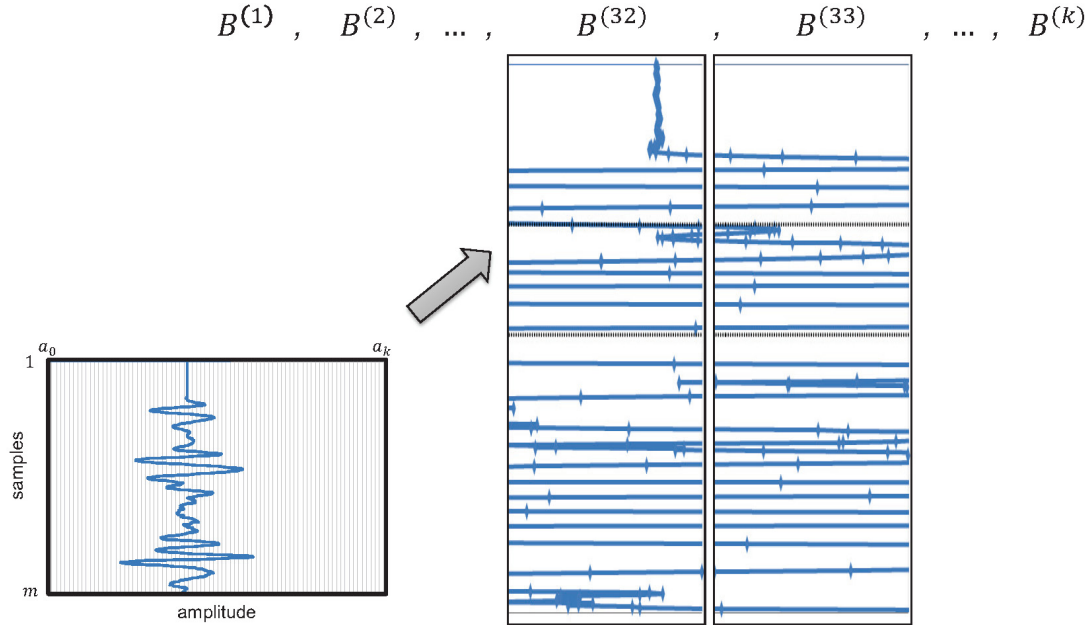 B⁽¹⁾ , B⁽²⁾ , ... , B⁽³²⁾ , B⁽³³⁾ , ... , B⁽ᵏ⁾
a₀ aₖ
1
samples
m
amplitude